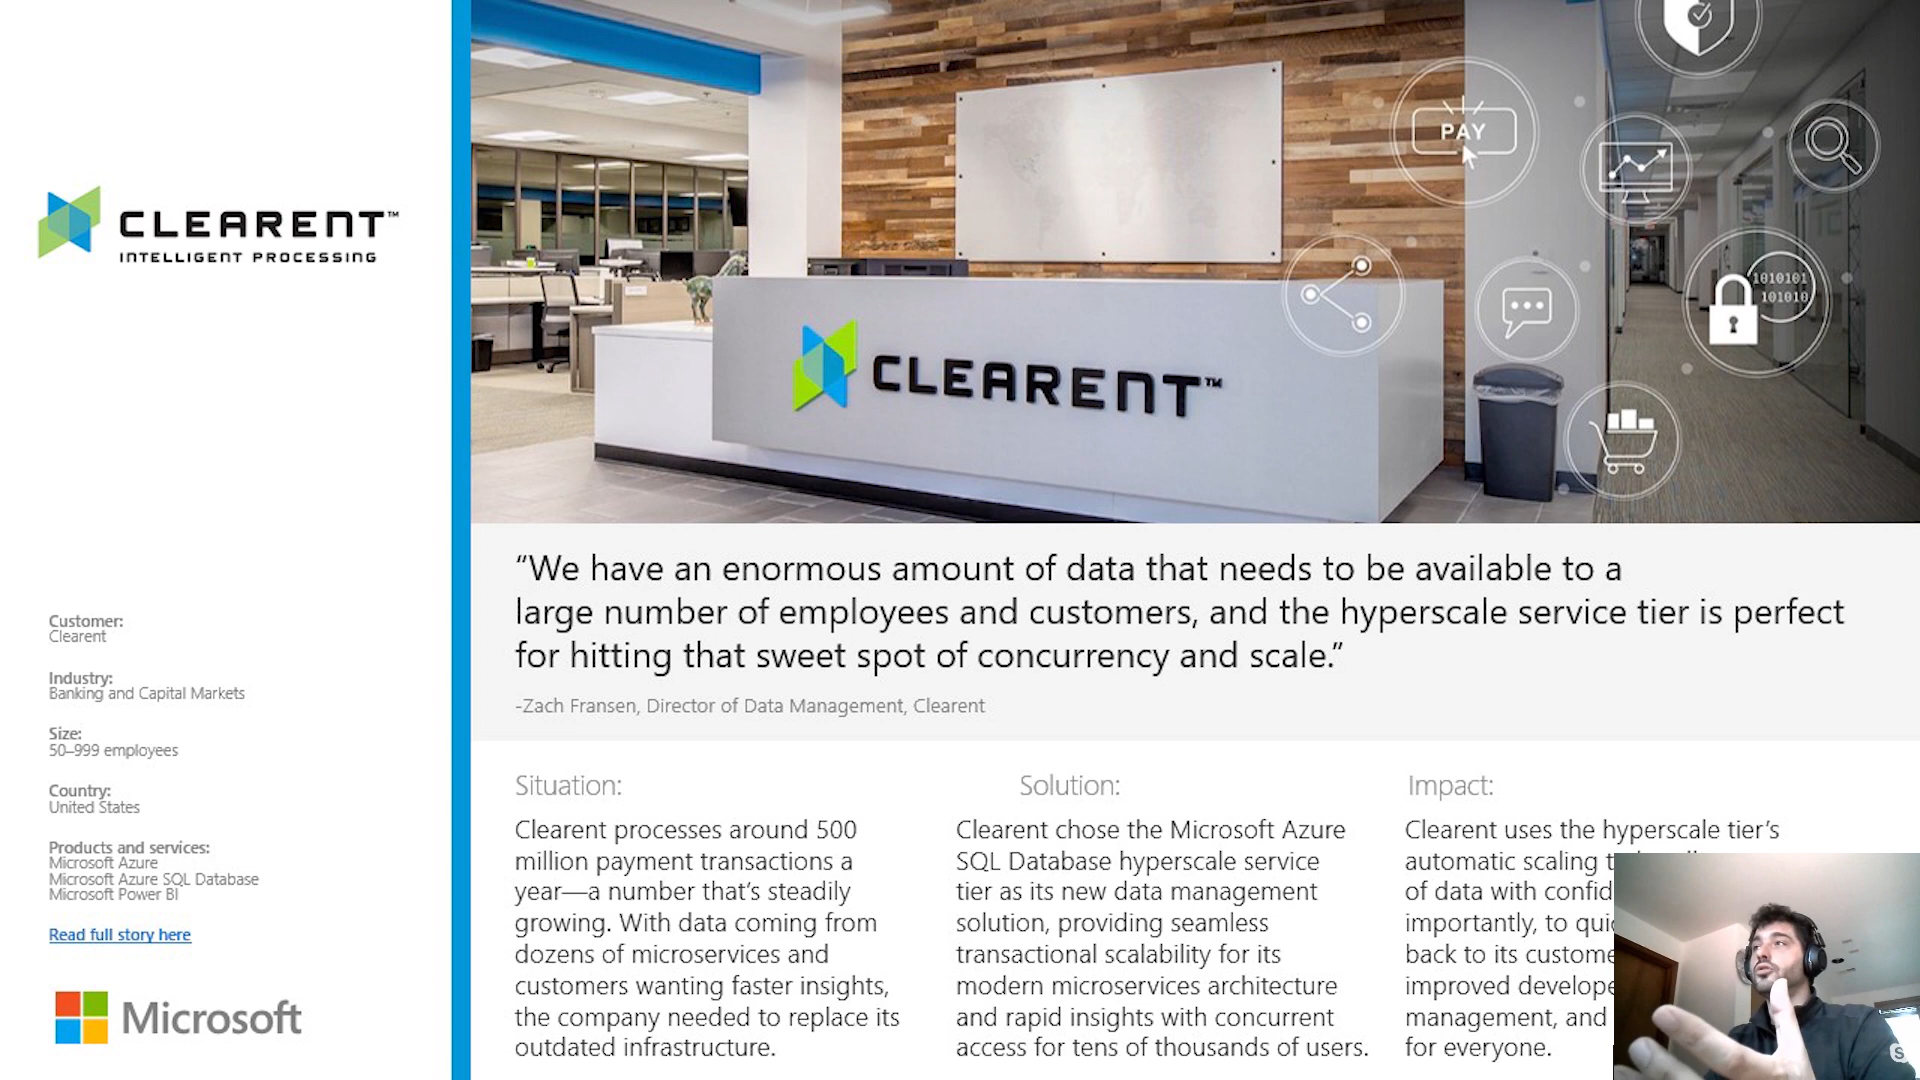 CLEARENT™
INTELLIGENT PROCESSING
Customer:
Clearent
Industry:
Banking and Capital Markets
Size:
50–999 employees
Country:
United States
Products and services:
Microsoft Azure
Microsoft Azure SQL Database
Microsoft Power BI
Read full story here
Microsoft
PAY
1010101
101010
CLEARENT™
“We have an enormous amount of data that needs to be available to a
large number of employees and customers, and the hyperscale service tier is perfect
for hitting that sweet spot of concurrency and scale.”
-Zach Fransen, Director of Data Management, Clearent
Situation:
Clearent processes around 500
million payment transactions a
year—a number that’s steadily
growing. With data coming from
dozens of microservices and
customers wanting faster insights,
the company needed to replace its
outdated infrastructure.
Solution:
Clearent chose the Microsoft Azure
SQL Database hyperscale service
tier as its new data management
solution, providing seamless
transactional scalability for its
modern microservices architecture
and rapid insights with concurrent
access for tens of thousands of users.
Impact:
Clearent uses the hyperscale tier’s
automatic scaling
of data with
importantly, to
back to its
improved
management, and
for everyone.